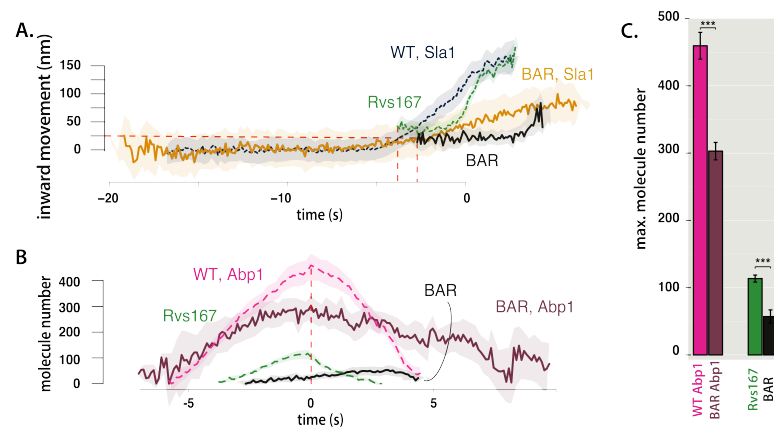 A.
inward movement (nm)
150
100
50
0
WT, Sla1
BAR, Sla1
Rvs167
BAR
−20
−10
0
time (s)
B
molecule number
400
300
200
100
0
WT, Abp1
Rvs167
BAR
BAR, Abp1
-5
0
5
time (s)
C.
max. molecule number
500
400
300
200
100
0
***
***
WT Abp1
BAR Abp1
Rvs167
BAR